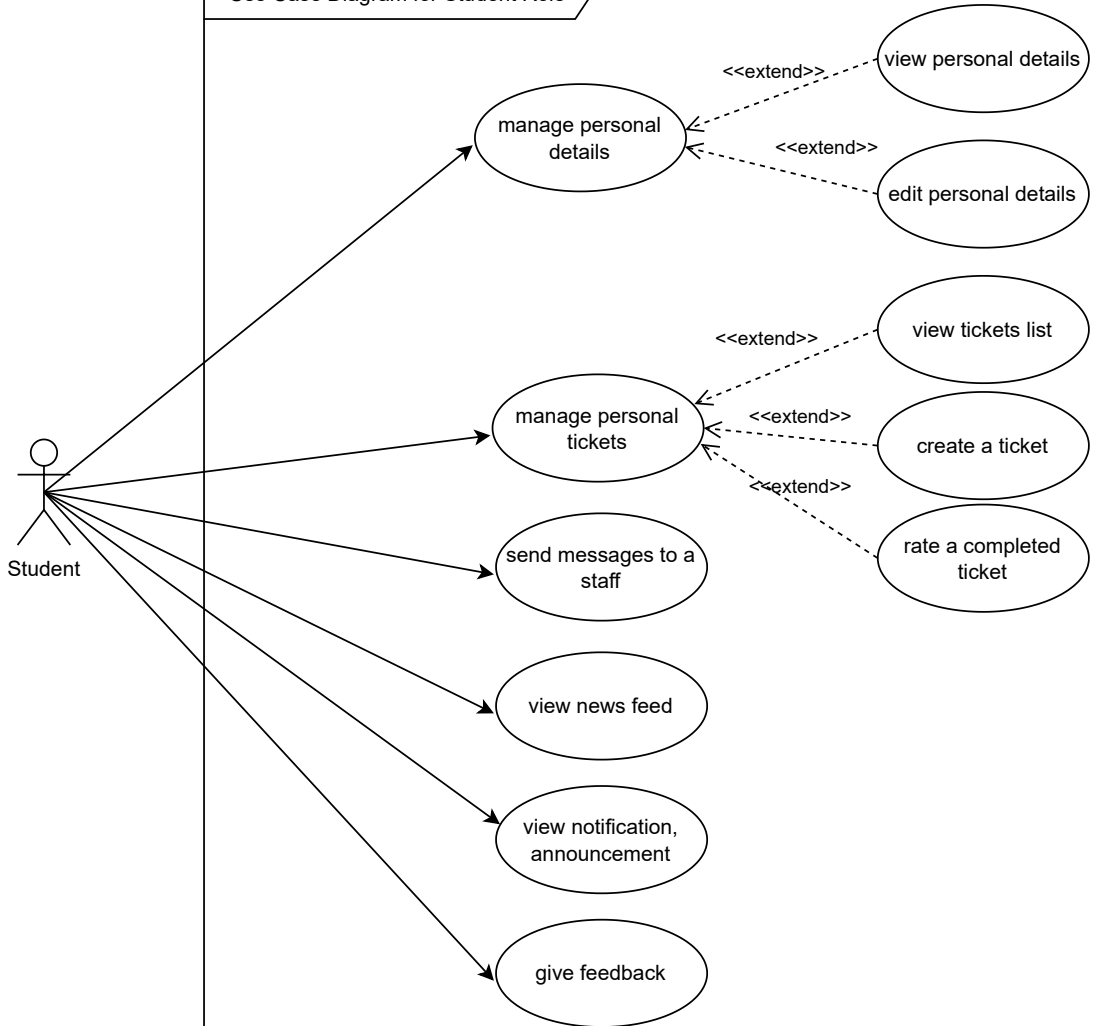 Use Case Diagram for Student Role
view personal details
<<extend>>
manage personal
details
<<extend>>
edit personal details
view tickets list
<<extend>>
manage personal
tickets
<<extend>>
create a ticket
<<extend>>
rate a completed
ticket
send messages to a
staff
Student
view news feed
view notification,
announcement
give feedback